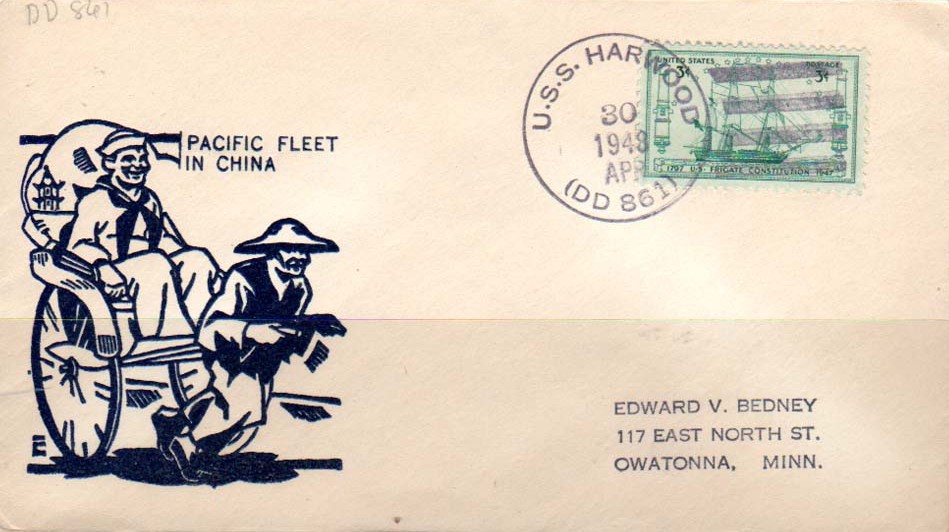 DD 861
U.S.S. HARWOOD
30
1948
APR
(DD 861)
UNITED STATES POSTAGE
3¢ 3¢
1797 U.S. FRIGATE CONSTITUTION 1947
PACIFIC FLEET
IN CHINA
EDWARD V. BEDNEY
117 EAST NORTH ST.
OWATONNA, MINN.